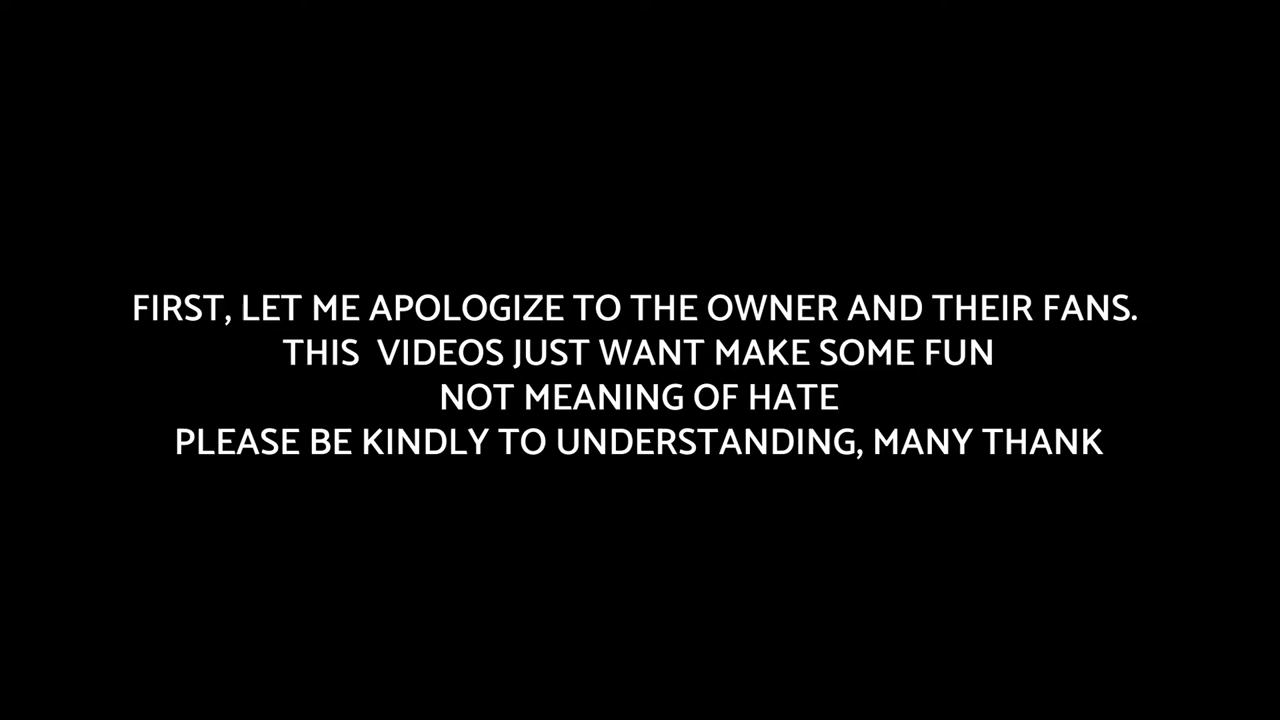 FIRST, LET ME APOLOGIZE TO THE OWNER AND THEIR FANS.
THIS  VIDEOS JUST WANT MAKE SOME FUN
NOT MEANING OF HATE
PLEASE BE KINDLY TO UNDERSTANDING, MANY THANK